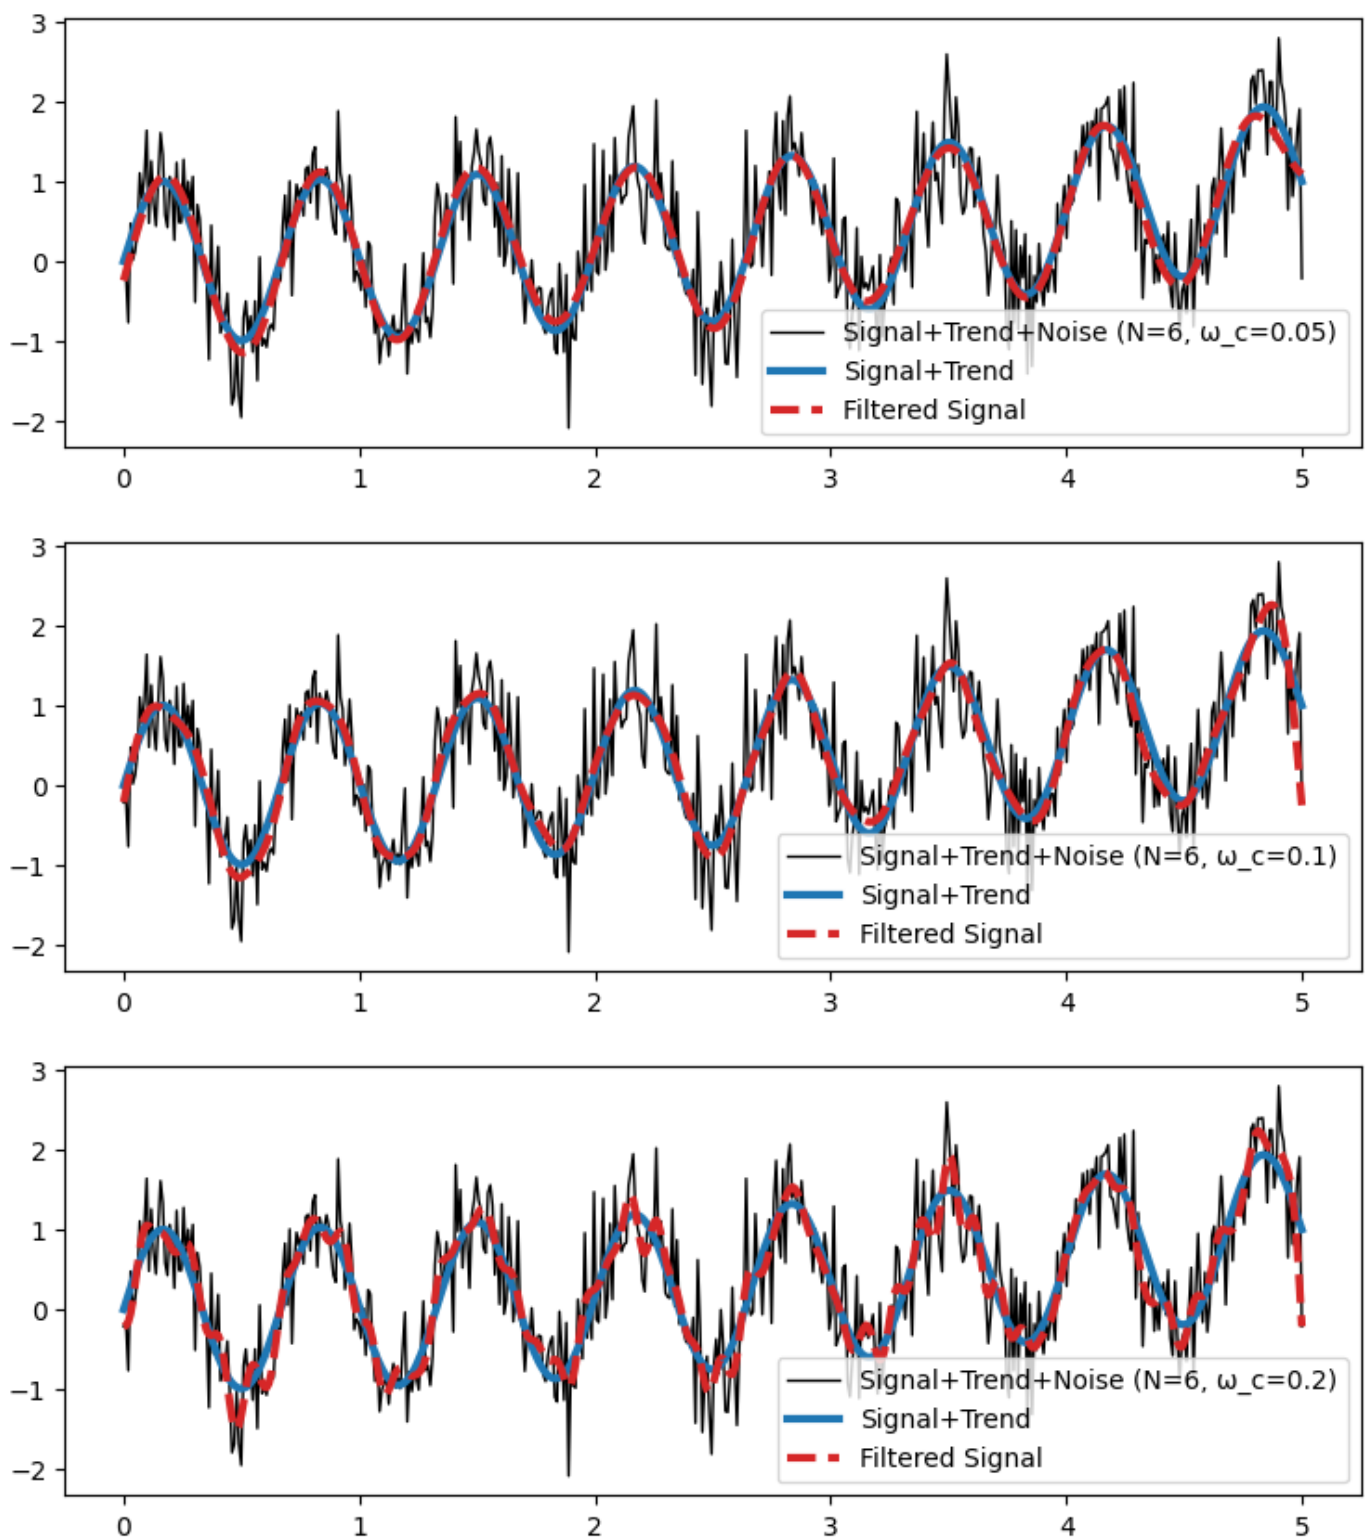 3
2
1
0
−1
−2
Signal+Trend+Noise (N=6, ω_c=0.05)
Signal+Trend
Filtered Signal
0 1 2 3 4 5
3
2
1
0
−1
−2
Signal+Trend+Noise (N=6, ω_c=0.1)
Signal+Trend
Filtered Signal
0 1 2 3 4 5
3
2
1
0
−1
−2
Signal+Trend+Noise (N=6, ω_c=0.2)
Signal+Trend
Filtered Signal
0 1 2 3 4 5